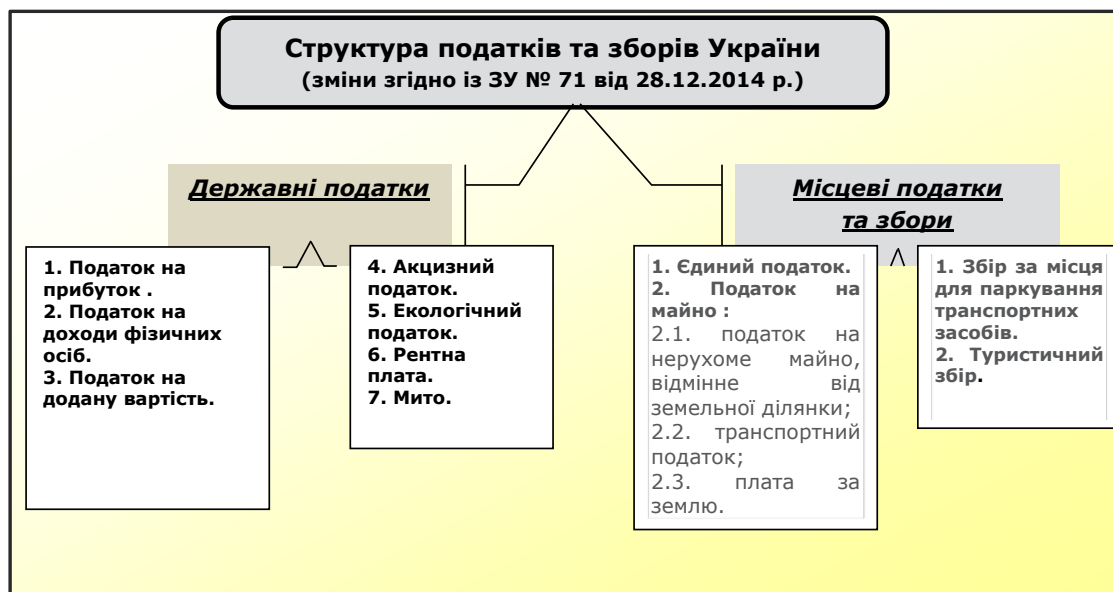 Структура податків та зборів України
(зміни згідно із ЗУ № 71 від 28.12.2014 р.)
Державні податки
1. Податок на
прибуток .
2. Податок на
доходи фізичних
осіб.
3. Податок на
додану вартість.
4. Акцизний
податок.
5. Екологічний
податок.
6. Рентна
плата.
7. Мито.
Місцеві податки
та збори
1. Єдиний податок.
2. Податок на
майно :
2.1. податок на
нерухоме майно,
відмінне від
земельної ділянки;
2.2. транспортний
податок;
2.3. плата за
землю.
1. Збір за місця
для паркування
транспортних
засобів.
2. Туристичний
збір.